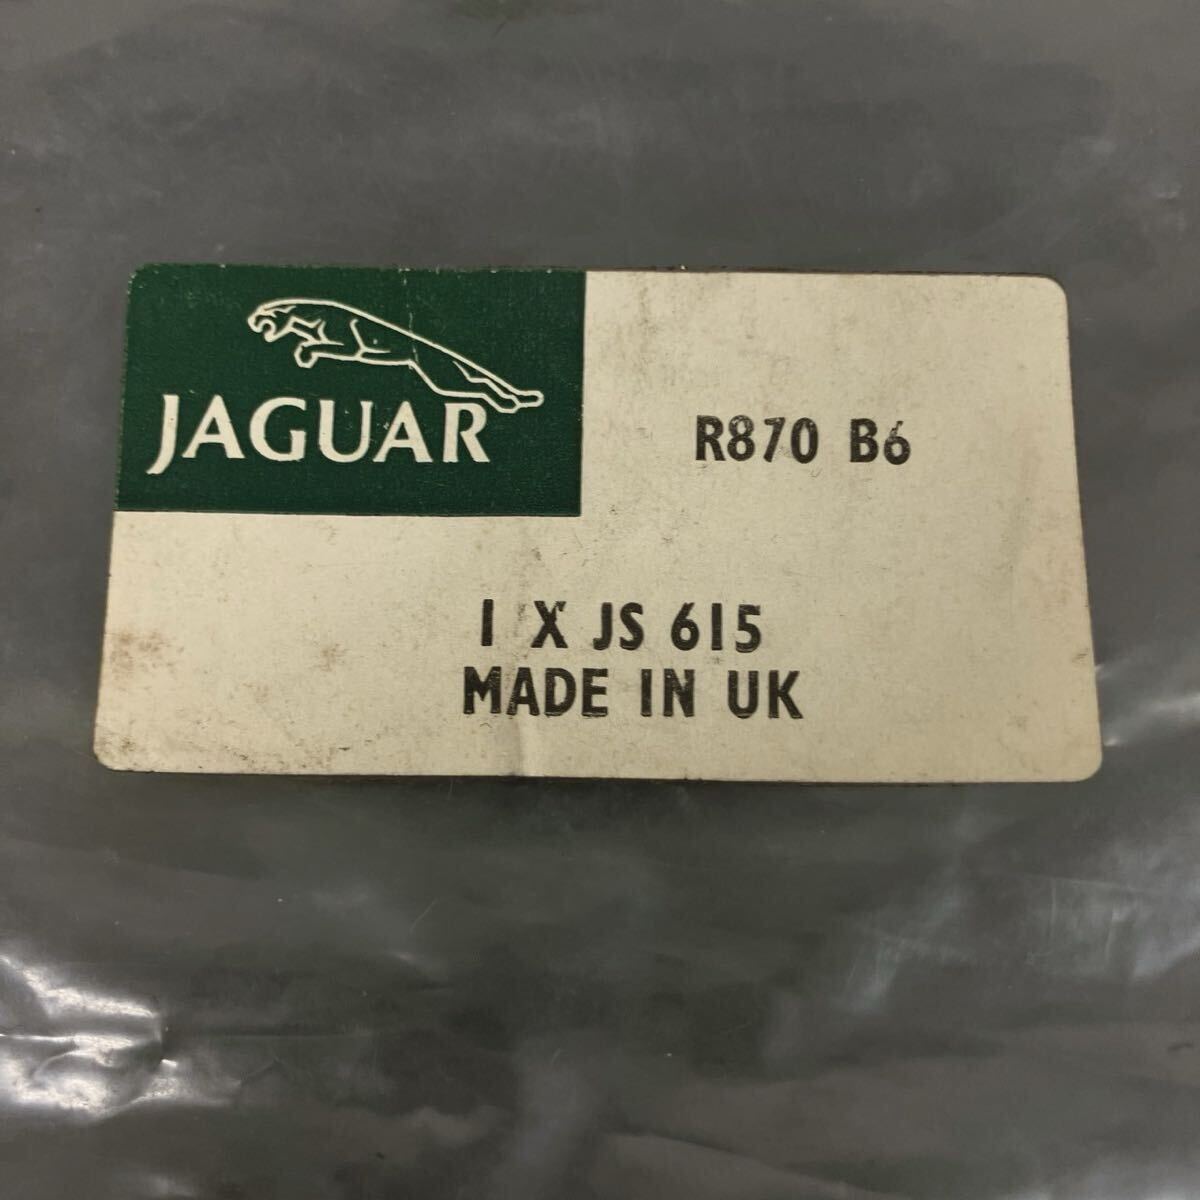 JAGUAR
R870 B6
1 X JS 615
MADE IN UK